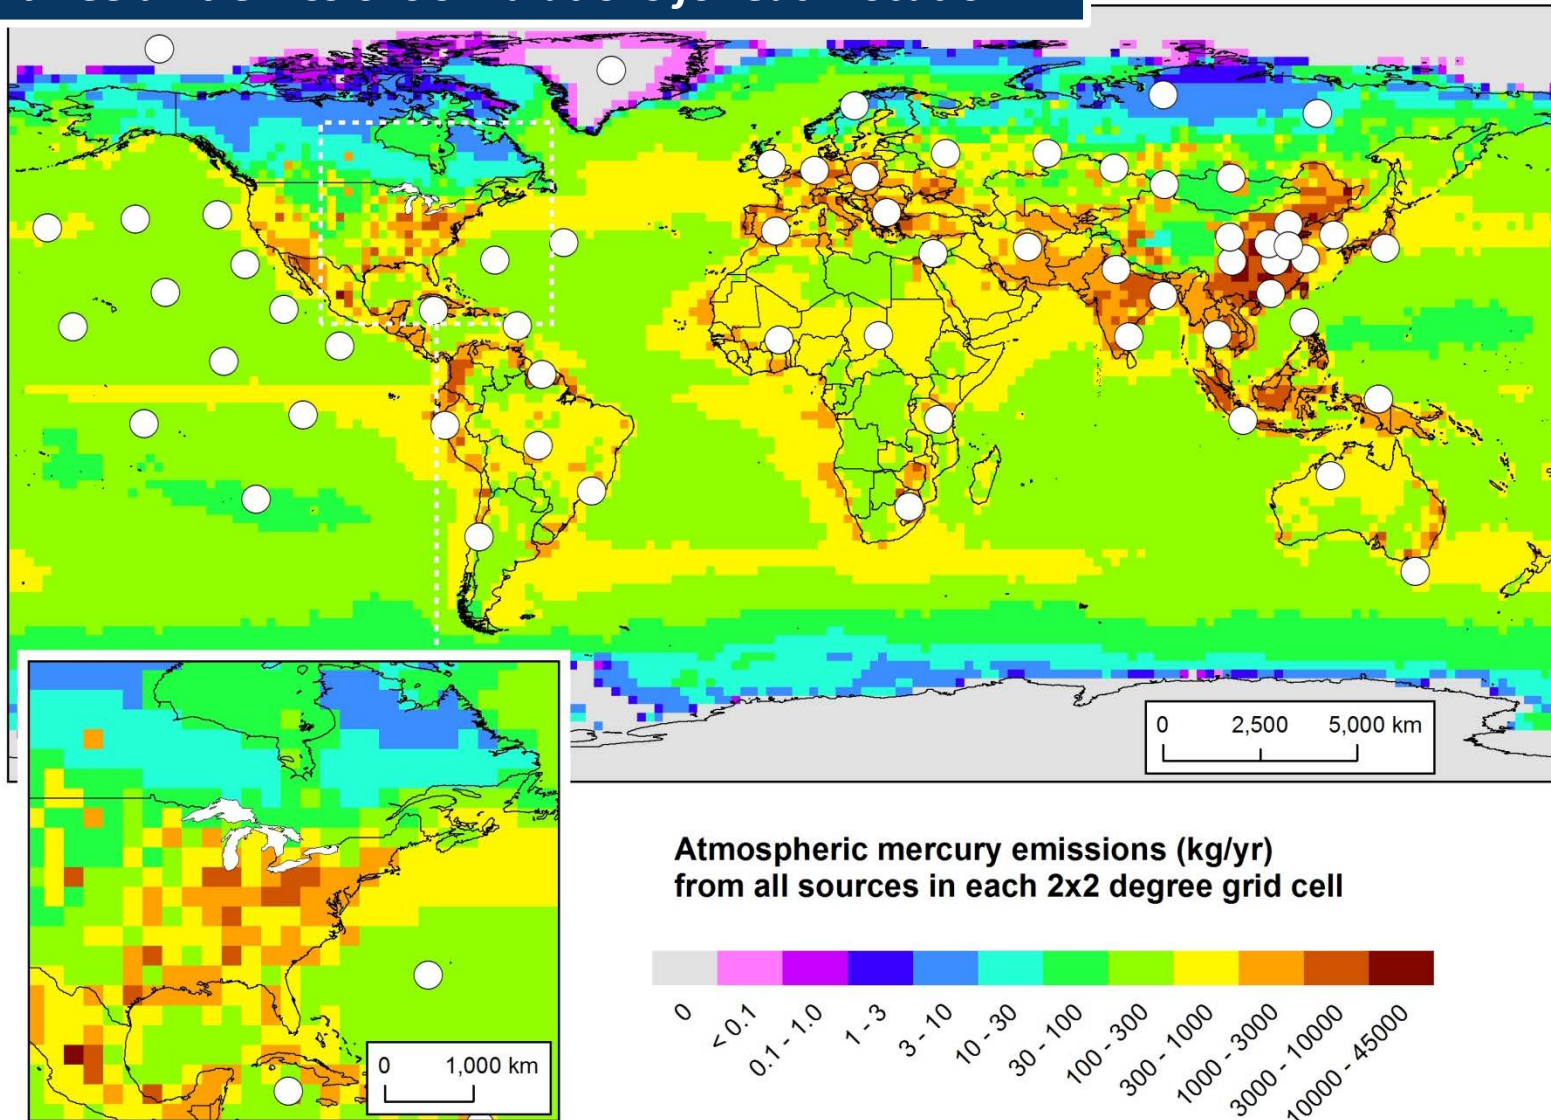 0
2,500
5,000 km
Atmospheric mercury emissions (kg/yr)
from all sources in each 2x2 degree grid cell
0
< 0.1
0.1 - 1.0
1 - 3
3 - 10
10 - 30
30 - 100
100 - 300
300 - 1000
1000 - 3000
3000 - 10000
10000 - 45000
0
1,000 km